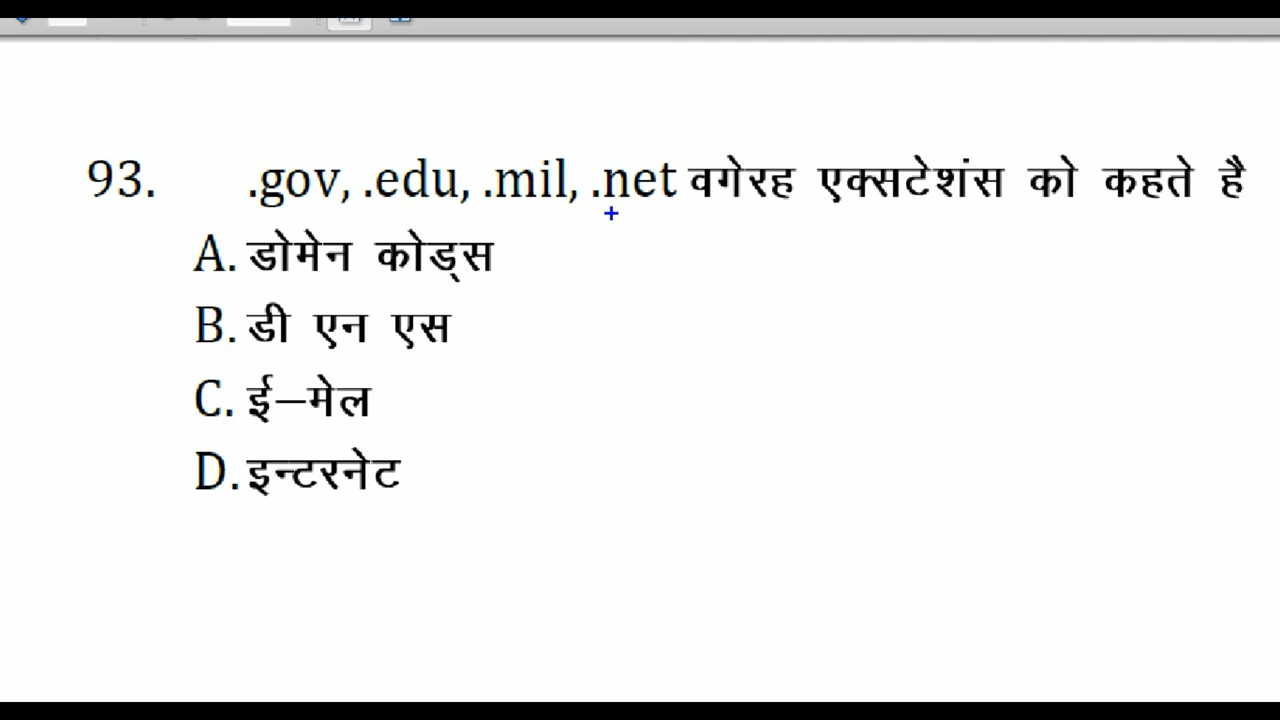 93. .gov, .edu, .mil, .net वगेरह एक्सटेशंस को कहते है
A. डोमेन कोड्स
B. डी एन एस
C. ई–मेल
D. इन्टरनेट